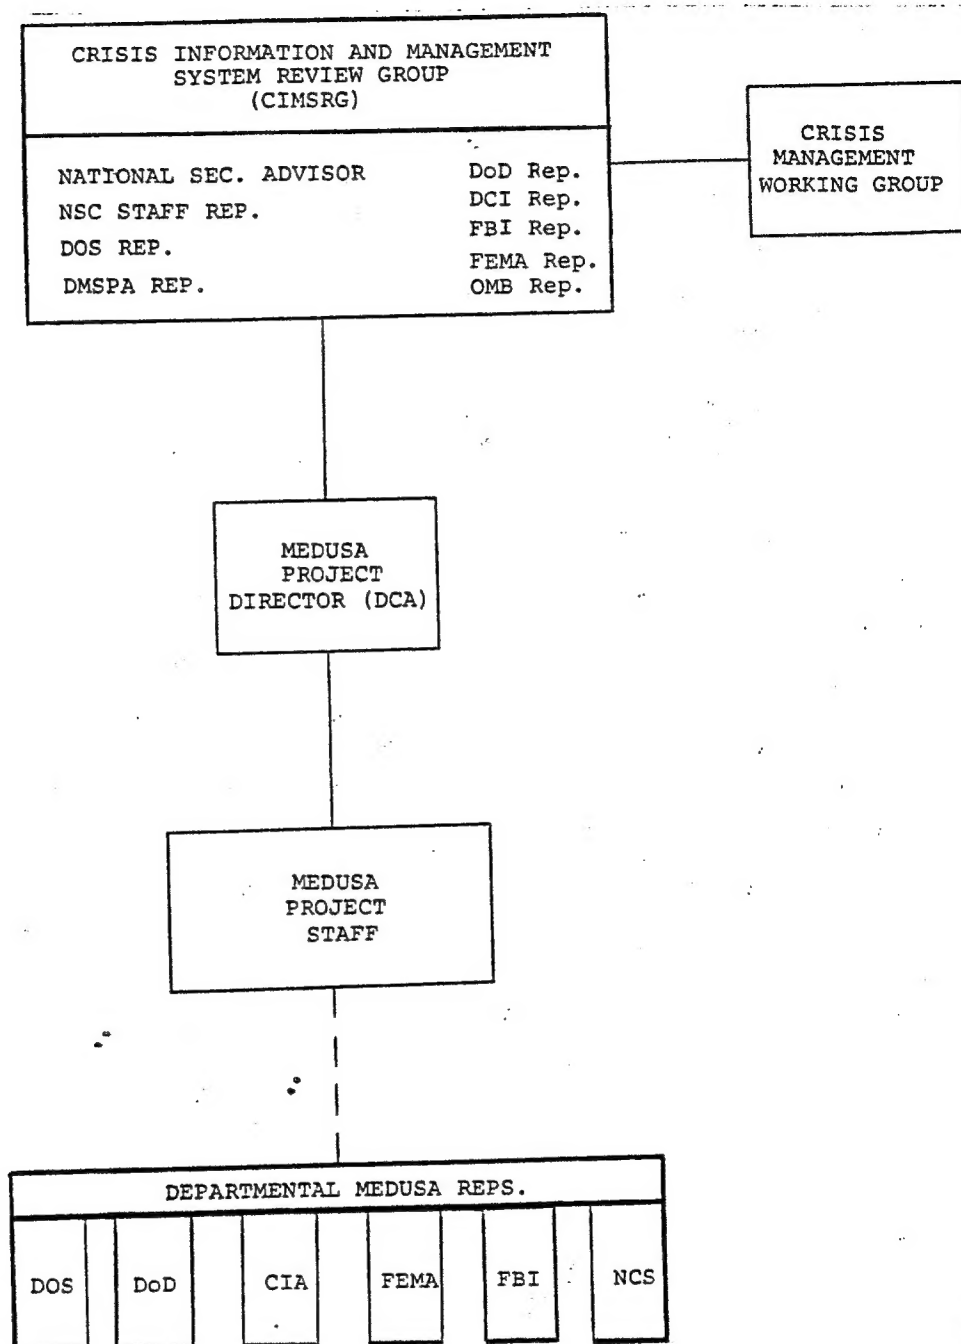 CRISIS INFORMATION AND MANAGEMENT
SYSTEM REVIEW GROUP
(CIMSRG)
NATIONAL SEC. ADVISOR
NSC STAFF REP.
DOS REP.
DMSPA REP.
DoD Rep.
DCI Rep.
FBI Rep.
FEMA Rep.
OMB Rep.
CRISIS
MANAGEMENT
WORKING GROUP
MEDUSA
PROJECT
DIRECTOR (DCA)
MEDUSA
PROJECT
STAFF
DEPARTMENTAL MEDUSA REPS.
DOS DoD CIA FEMA FBI NCS